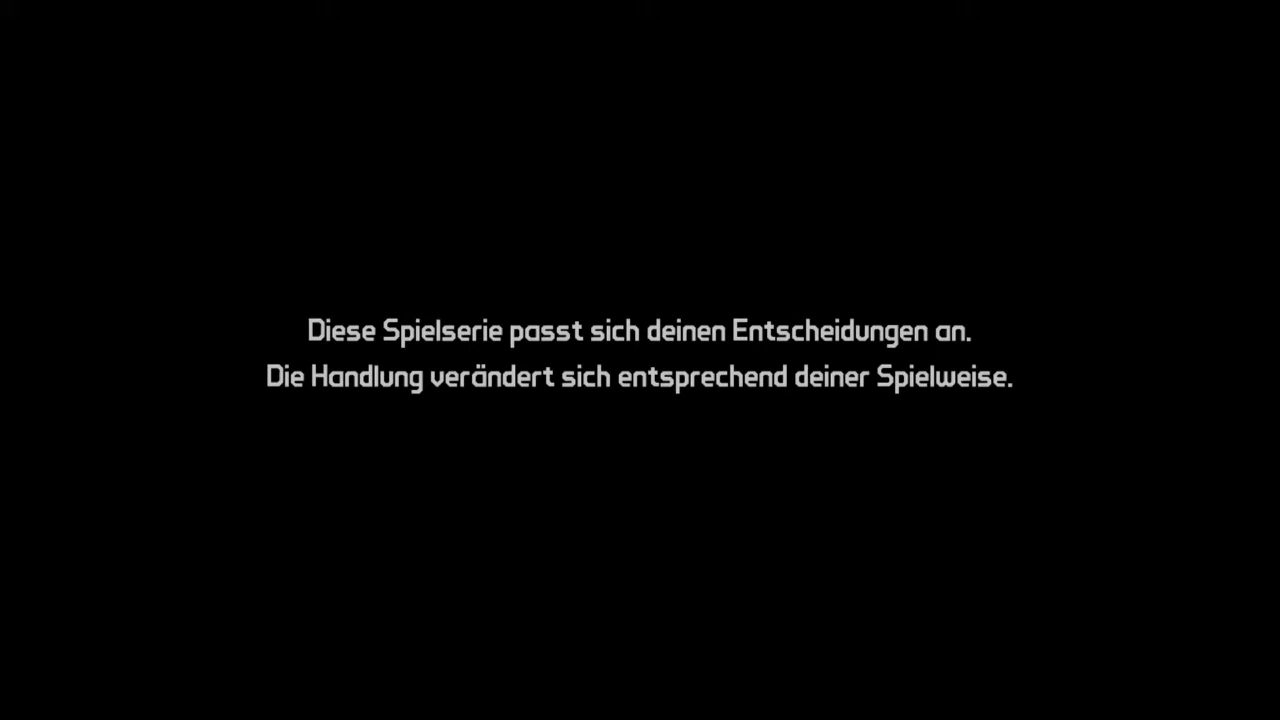 Diese Spielserie passt sich deinen Entscheidungen an.
Die Handlung verändert sich entsprechend deiner Spielweise.